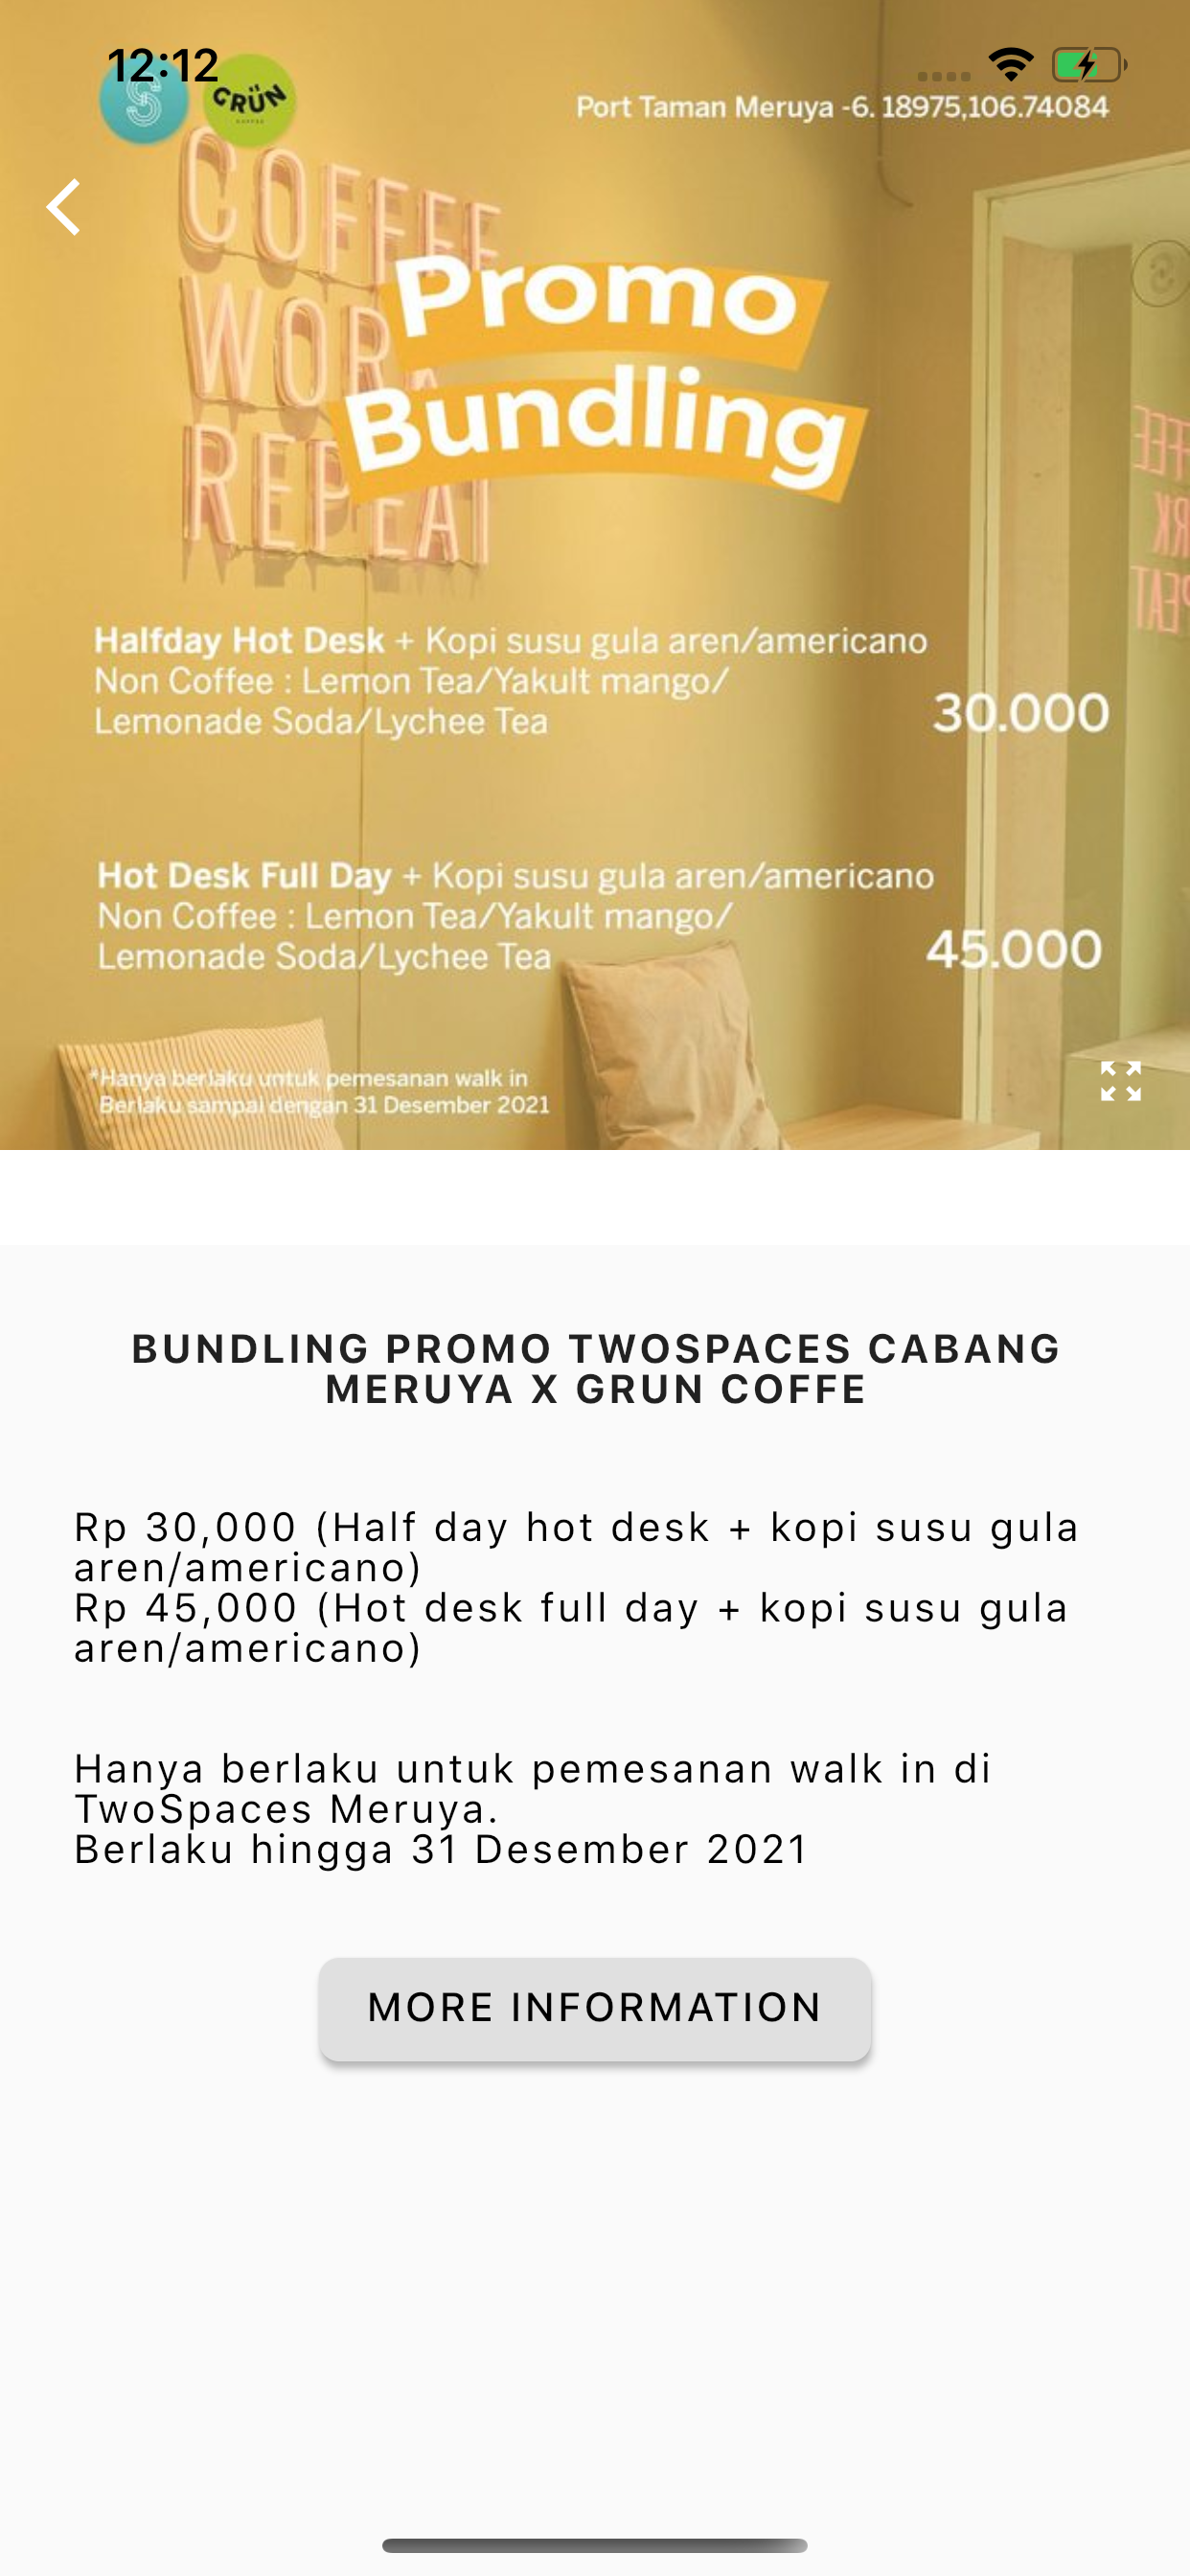 12:12
S
GRÜN
COFFEE
Port Taman Meruya -6. 18975,106.74084
COFFEE
WORK
REPEAT
Promo
Bundling
Halfday Hot Desk + Kopi susu gula aren/americano
Non Coffee : Lemon Tea/Yakult mango/
Lemonade Soda/Lychee Tea
30.000
Hot Desk Full Day + Kopi susu gula aren/americano
Non Coffee : Lemon Tea/Yakult mango/
Lemonade Soda/Lychee Tea
45.000
*Hanya berlaku untuk pemesanan walk in
Berlaku sampai dengan 31 Desember 2021
BUNDLING PROMO TWOSPACES CABANG
MERUYA X GRUN COFFE
Rp 30,000 (Half day hot desk + kopi susu gula
aren/americano)
Rp 45,000 (Hot desk full day + kopi susu gula
aren/americano)
Hanya berlaku untuk pemesanan walk in di
TwoSpaces Meruya.
Berlaku hingga 31 Desember 2021
MORE INFORMATION